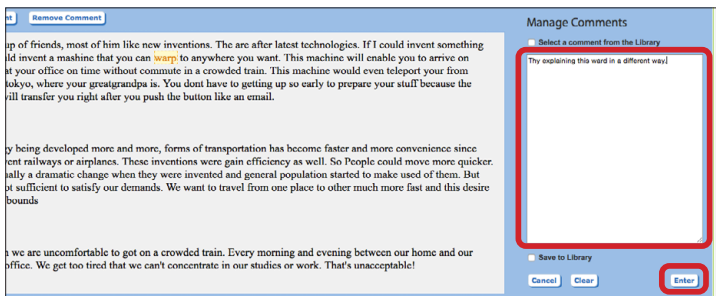 Remove Comment
Manage Comments
Select a comment from the Library
Thy explaining this ward in a different way.
up of friends, most of him like new inventions. The are after latest technologies. If I could invent something
ld invent a mashine that you can warp to anywhere you want. This machine will enable you to arrive on
at your office on time without commute in a crowded train. This machine would even teleport your from
tokyo, where your greatgrandpa is. You dont have to getting up so early to prepare your stuff because the
vill transfer you right after you push the button like an email.
gy being developed more and more, forms of transportation has become faster and more convenience since
vent railways or airplanes. These inventions were gain efficiency as well. So People could move more quicker.
ually a dramatic change when they were invented and general population started to make used of them. But
ot sufficient to satisfy our demands. We want to travel from one place to other much more fast and this desire
bounds
n we are uncomfortable to got on a crowded train. Every morning and evening between our home and our
office. We get too tired that we can't concentrate in our studies or work. That's unacceptable!
Save to Library
Cancel Clear Enter